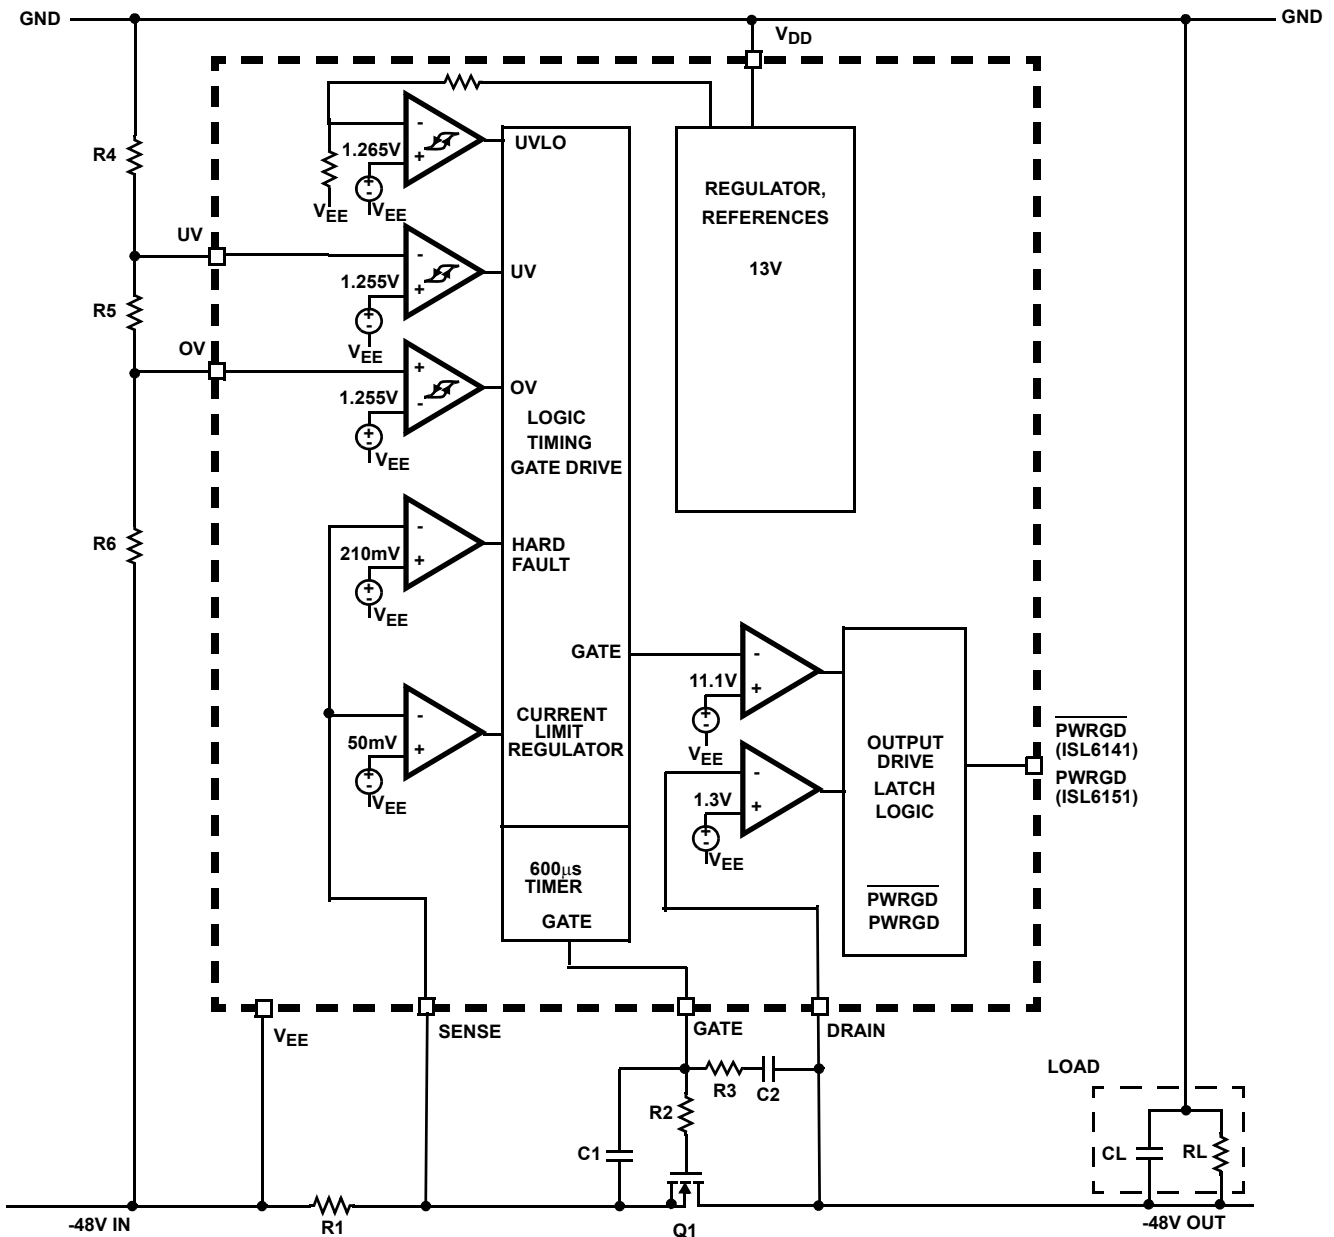 GND
GND
VDD
R4
1.265V
UVLO
VEE
VEE
REGULATOR,
REFERENCES
13V
UV
1.255V
UV
VEE
R5
OV
1.255V
OV
VEE
LOGIC
TIMING
GATE DRIVE
R6
210mV
HARD
FAULT
VEE
GATE
11.1V
VEE
50mV
CURRENT
LIMIT
REGULATOR
VEE
1.3V
VEE
OUTPUT
DRIVE
LATCH
LOGIC
PWRGD
PWRGD
PWRGD
(ISL6141)
PWRGD
(ISL6151)
600µs
TIMER
GATE
VEE
SENSE
GATE
DRAIN
LOAD
R3
C2
R2
C1
CL
RL
-48V IN
R1
Q1
-48V OUT